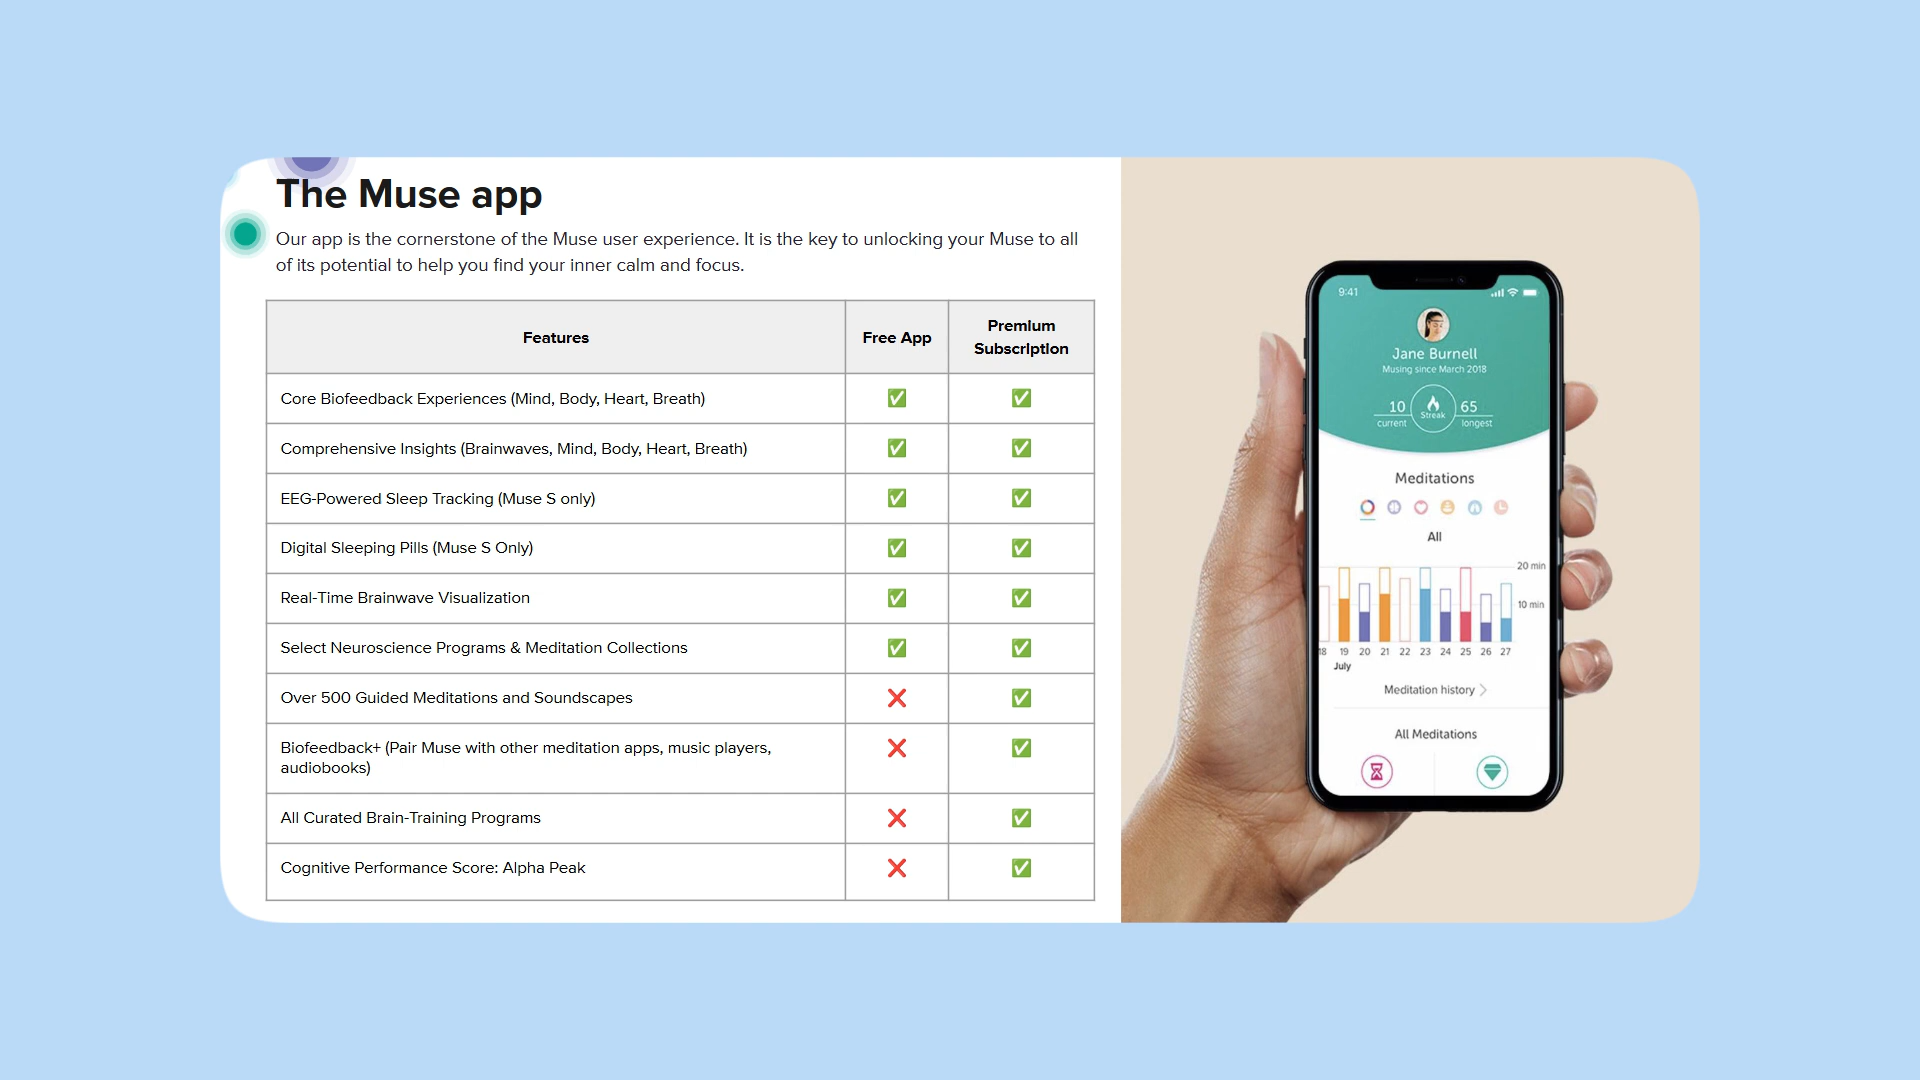 The Muse app
Our app is the cornerstone of the Muse user experience. It is the key to unlocking your Muse to all
of its potential to help you find your inner calm and focus.
Features
Free App
Premium
Subscription
Core Biofeedback Experiences (Mind, Body, Heart, Breath)
✅ ✅
Comprehensive Insights (Brainwaves, Mind, Body, Heart, Breath)
✅ ✅
EEG-Powered Sleep Tracking (Muse S only)
✅ ✅
Digital Sleeping Pills (Muse S Only)
✅ ✅
Real-Time Brainwave Visualization
✅ ✅
Select Neuroscience Programs & Meditation Collections
✅ ✅
Over 500 Guided Meditations and Soundscapes
❌ ✅
Biofeedback+ (Pair Muse with other meditation apps, music players,
audiobooks)
❌ ✅
All Curated Brain-Training Programs
❌ ✅
Cognitive Performance Score: Alpha Peak
❌ ✅
9:41
Jane Burnell
Musing since March 2018
10
current
Streak
65
longest
Meditations
All
20 min
10 min
18 19 20 21 22 23 24 25 26 27
July
Meditation history
All Meditations